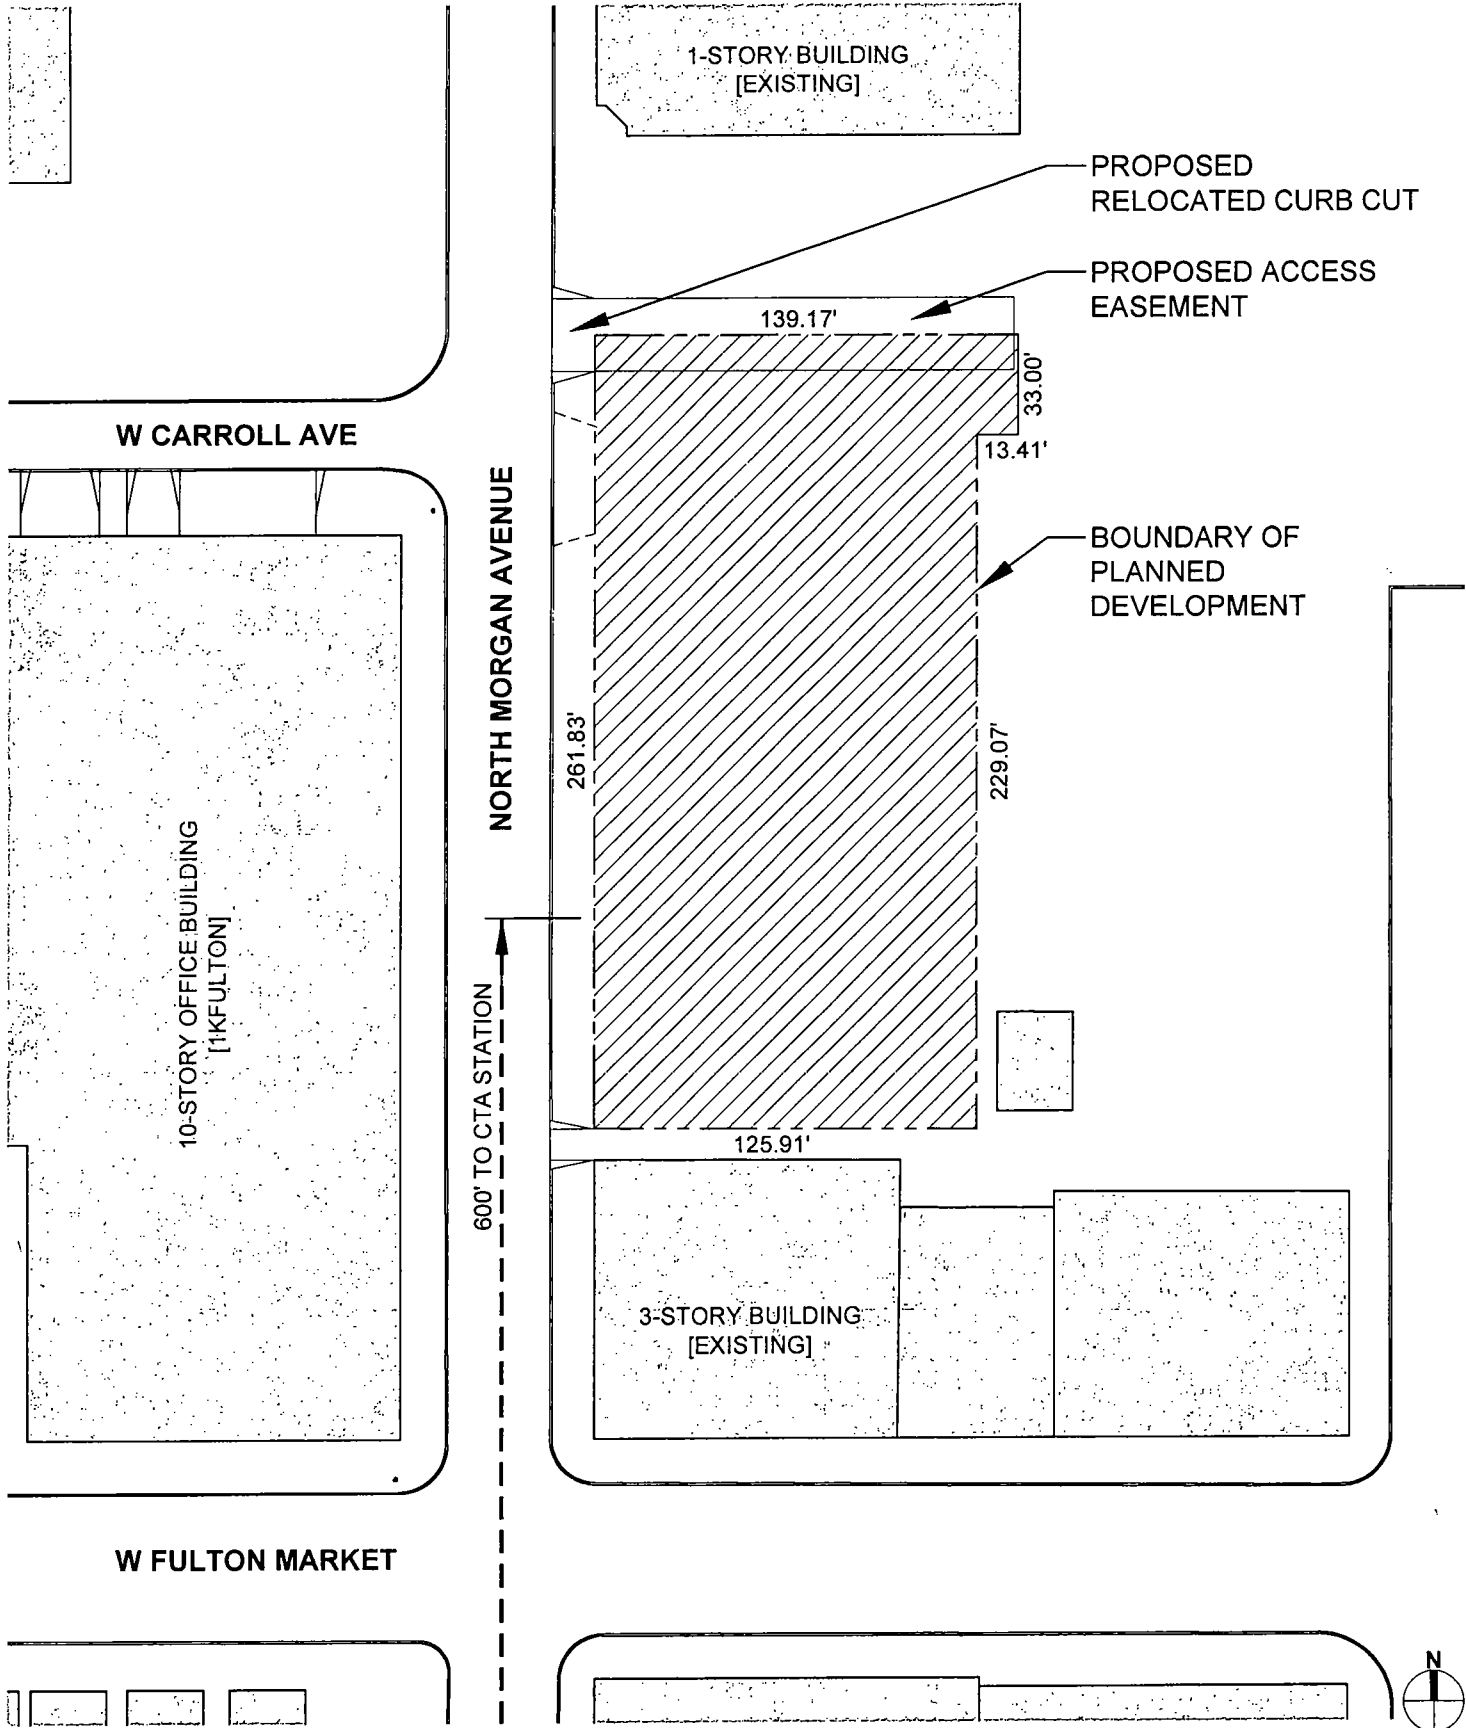 1-STORY BUILDING
[EXISTING]
PROPOSED
RELOCATED CURB CUT
PROPOSED ACCESS
EASEMENT
139.17'
33.00'
13.41'
W CARROLL AVE
NORTH MORGAN AVENUE
BOUNDARY OF
PLANNED
DEVELOPMENT
261.83'
229.07'
10-STORY OFFICE BUILDING
[1KFULTON]
600' TO CTA STATION
125.91'
3-STORY BUILDING
[EXISTING]
W FULTON MARKET
N